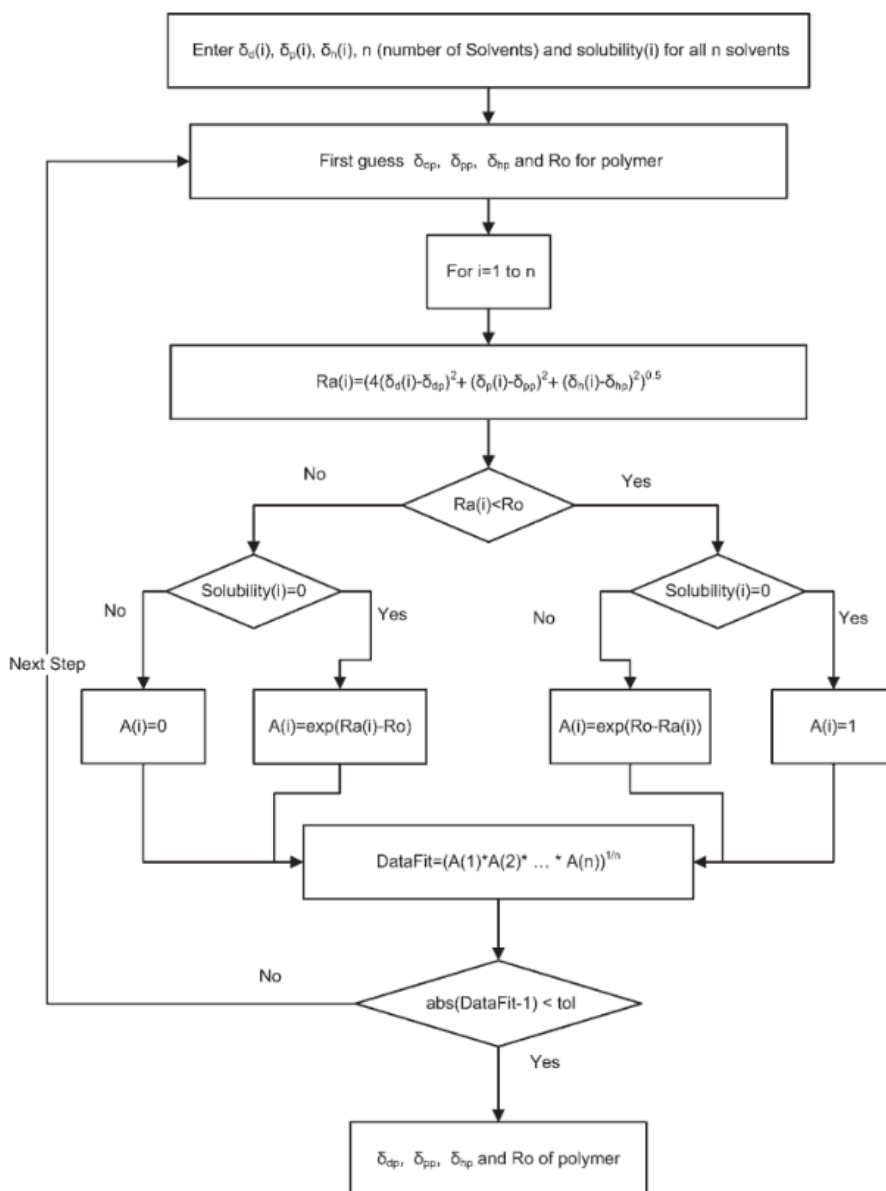 Enter δd(i), δp(i), δh(i), n (number of Solvents) and solubility(i) for all n solvents
First guess δdp, δpp, δhp and Ro for polymer
For i=1 to n
Ra(i)=(4(δd(i)-δdp)²+ (δp(i)-δpp)²+ (δh(i)-δhp)²)⁰·⁵
No
Yes
Ra(i)<Ro
Solubility(i)=0
Solubility(i)=0
No
Yes
No
Yes
Next Step
A(i)=0
A(i)=exp(Ra(i)-Ro)
A(i)=exp(Ro-Ra(i))
A(i)=1
DataFit=(A(1)*A(2)* ... * A(n))¹/ⁿ
No
abs(DataFit-1) < tol
Yes
δdp, δpp, δhp and Ro of polymer